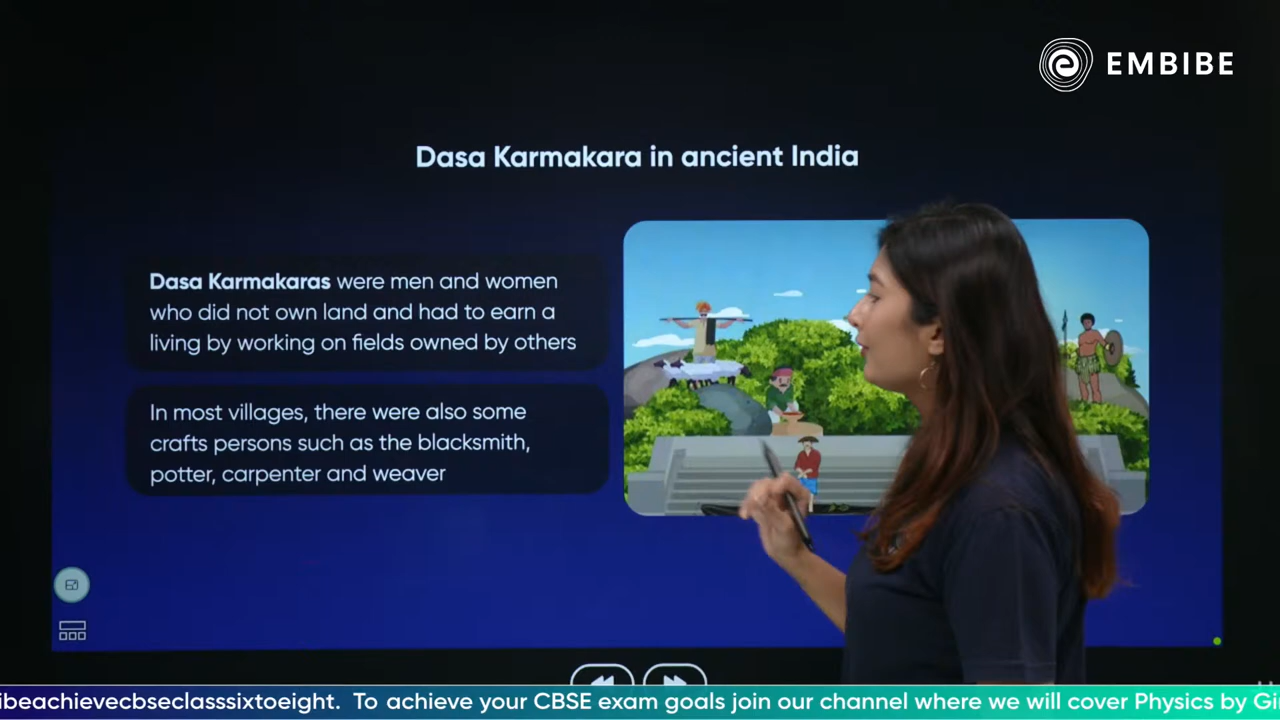 EMBIBE
Dasa Karmakara in ancient India
Dasa Karmakaras were men and women
who did not own land and had to earn a
living by working on fields owned by others
In most villages, there were also some
crafts persons such as the blacksmith,
potter, carpenter and weaver
ibeachievecbseclasssixtoeight. To achieve your CBSE exam goals join our channel where we will cover Physics by Gi